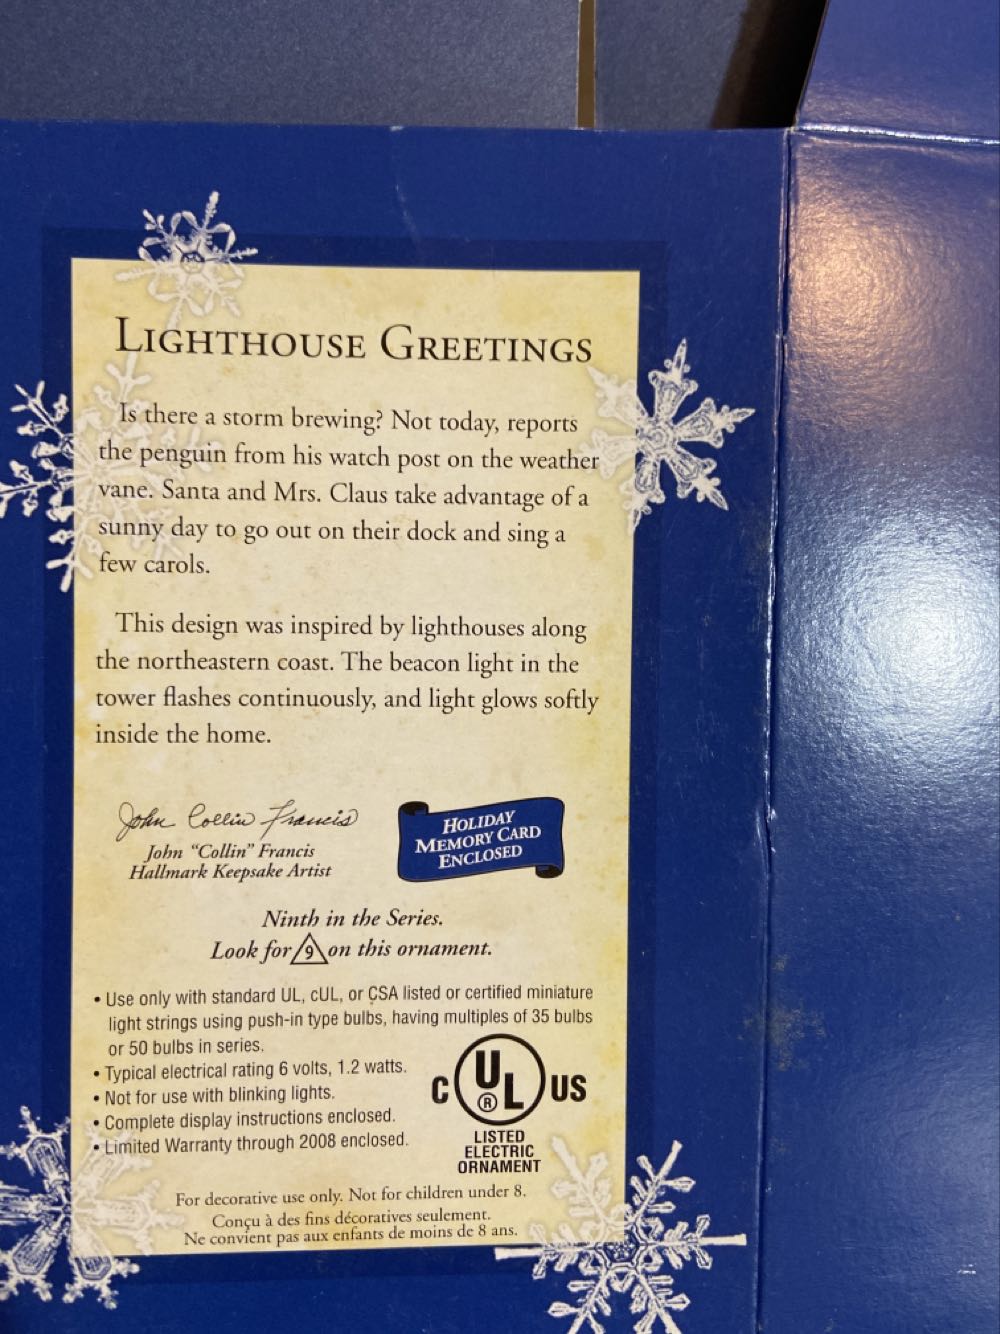 LIGHTHOUSE GREETINGS
Is there a storm brewing? Not today, reports
the penguin from his watch post on the weather
vane. Santa and Mrs. Claus take advantage of a
sunny day to go out on their dock and sing a
few carols.
This design was inspired by lighthouses along
the northeastern coast. The beacon light in the
tower flashes continuously, and light glows softly
inside the home.
John Collin Francis
John "Collin" Francis
Hallmark Keepsake Artist
HOLIDAY
MEMORY CARD
ENCLOSED
Ninth in the Series.
Look for 9 on this ornament.
• Use only with standard UL, cUL, or CSA listed or certified miniature
light strings using push-in type bulbs, having multiples of 35 bulbs
or 50 bulbs in series.
• Typical electrical rating 6 volts, 1.2 watts.
• Not for use with blinking lights.
• Complete display instructions enclosed.
• Limited Warranty through 2008 enclosed.
C UL ® US
LISTED
ELECTRIC
ORNAMENT
For decorative use only. Not for children under 8.
Conçu à des fins décoratives seulement.
Ne convient pas aux enfants de moins de 8 ans.